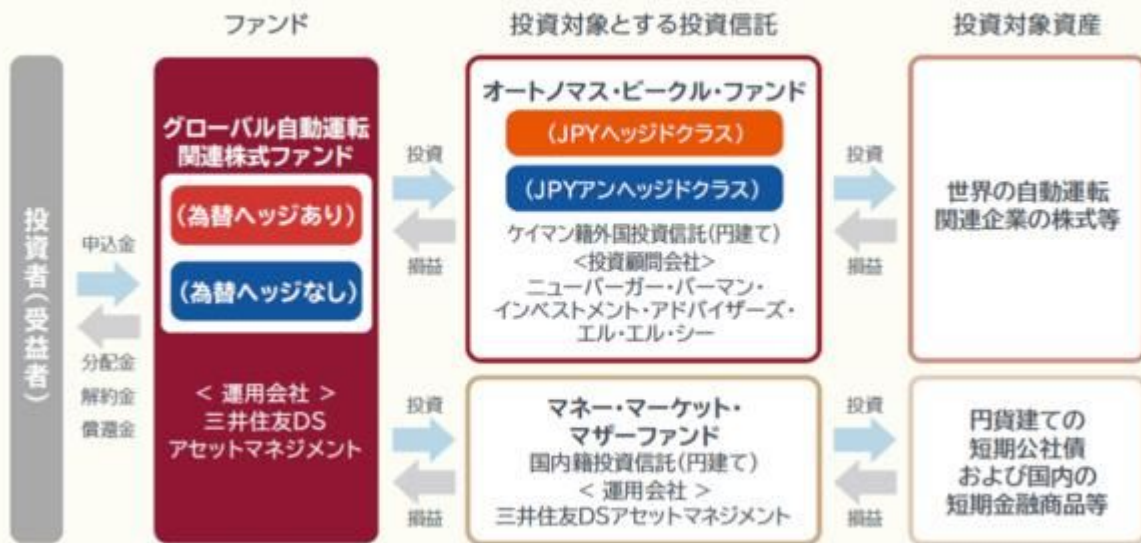 ファンド
投資対象とする投資信託
投資対象資産
投資者(受益者)
申込金
分配金
解約金
償還金
グローバル自動運転
関連株式ファンド
(為替ヘッジあり)
(為替ヘッジなし)
< 運用会社 >
三井住友DS
アセットマネジメント
投資
損益
オートノマス・ビークル・ファンド
(JPYヘッジドクラス)
(JPYアンヘッジドクラス)
ケイマン籍外国投資信託(円建て)
<投資顧問会社>
ニューバーガー・バーマン・
インベストメント・アドバイザーズ・
エル・エル・シー
投資
損益
世界の自動運転
関連企業の株式等
投資
損益
マネー・マーケット・
マザーファンド
国内籍投資信託(円建て)
< 運用会社 >
三井住友DSアセットマネジメント
投資
損益
円貨建ての
短期公社債
および国内の
短期金融商品等